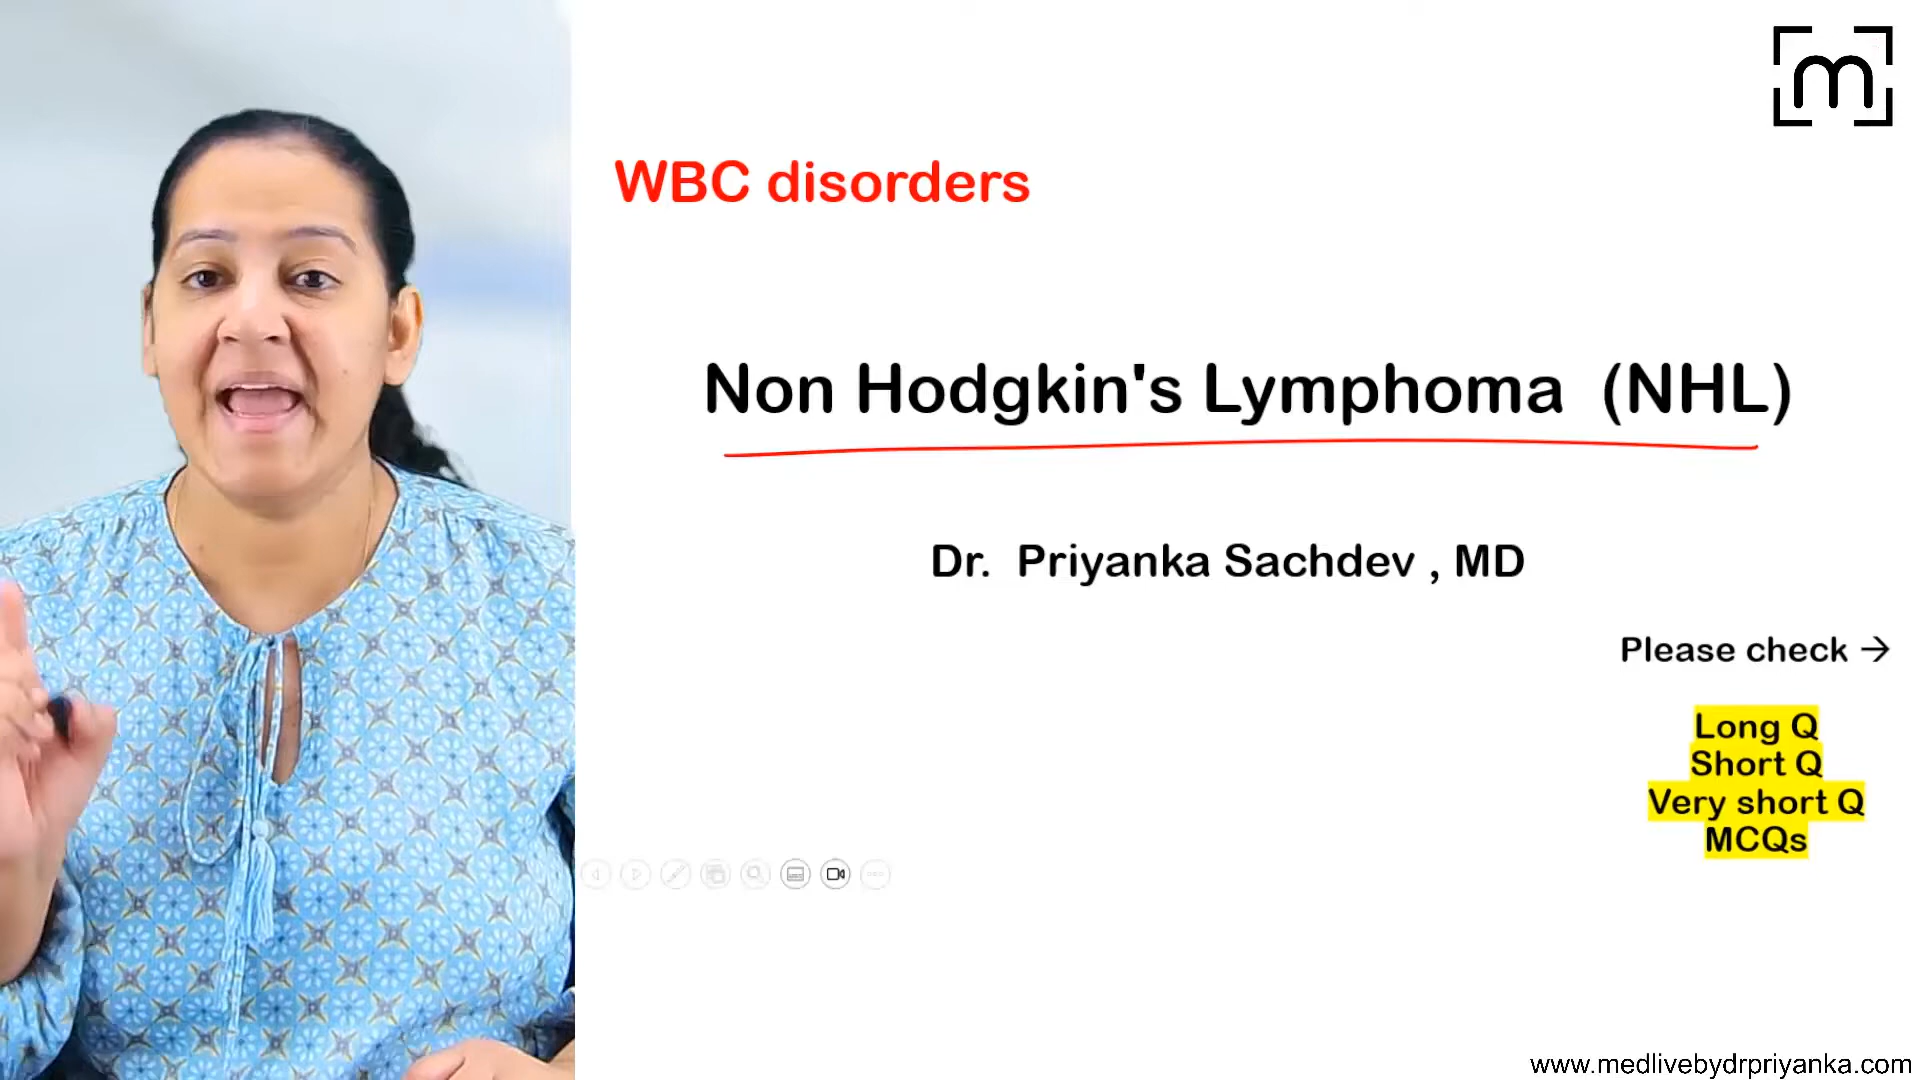 m
WBC disorders
Non Hodgkin's Lymphoma (NHL)
Dr. Priyanka Sachdev , MD
Please check →
Long Q
Short Q
Very short Q
MCQs
www.medlivebydrpriyanka.com